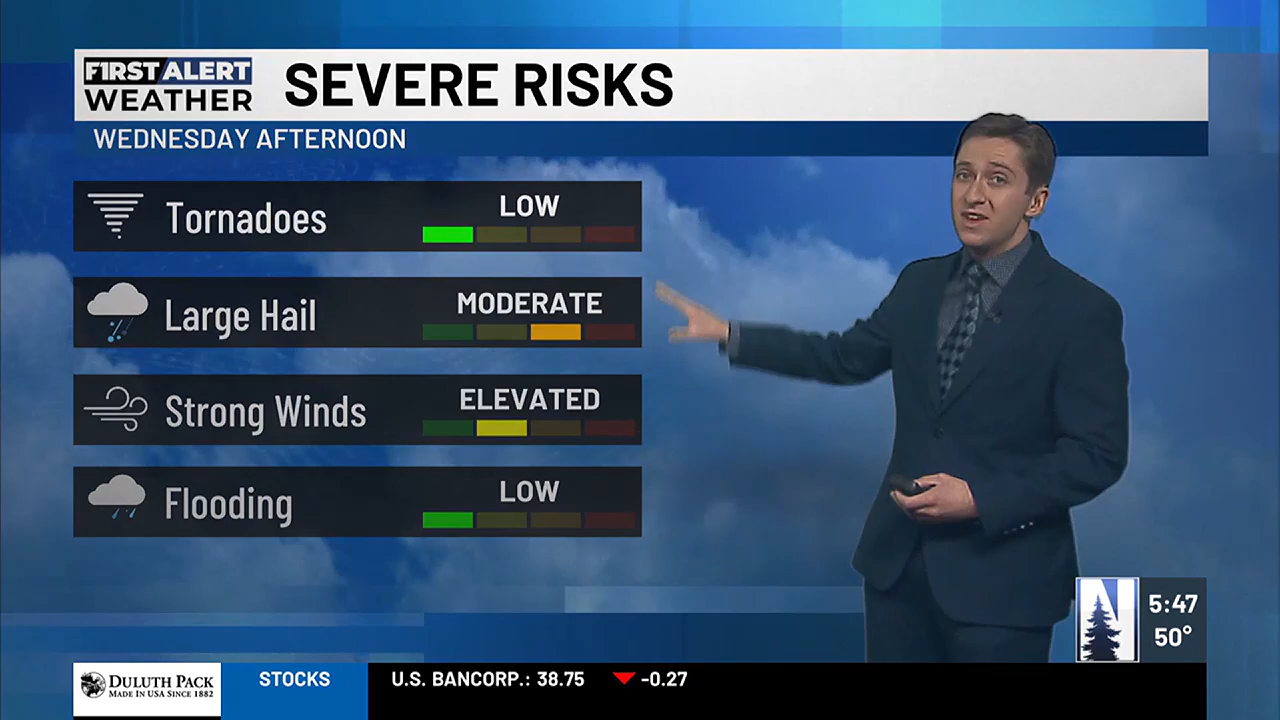 F1RST ALERT
WEATHER
SEVERE RISKS
WEDNESDAY AFTERNOON
Tornadoes
LOW
Large Hail
MODERATE
Strong Winds
ELEVATED
Flooding
LOW
N
5:47
50°
DULUTH PACK
MADE IN USA SINCE 1882
STOCKS
U.S. BANCORP.: 38.75
-0.27